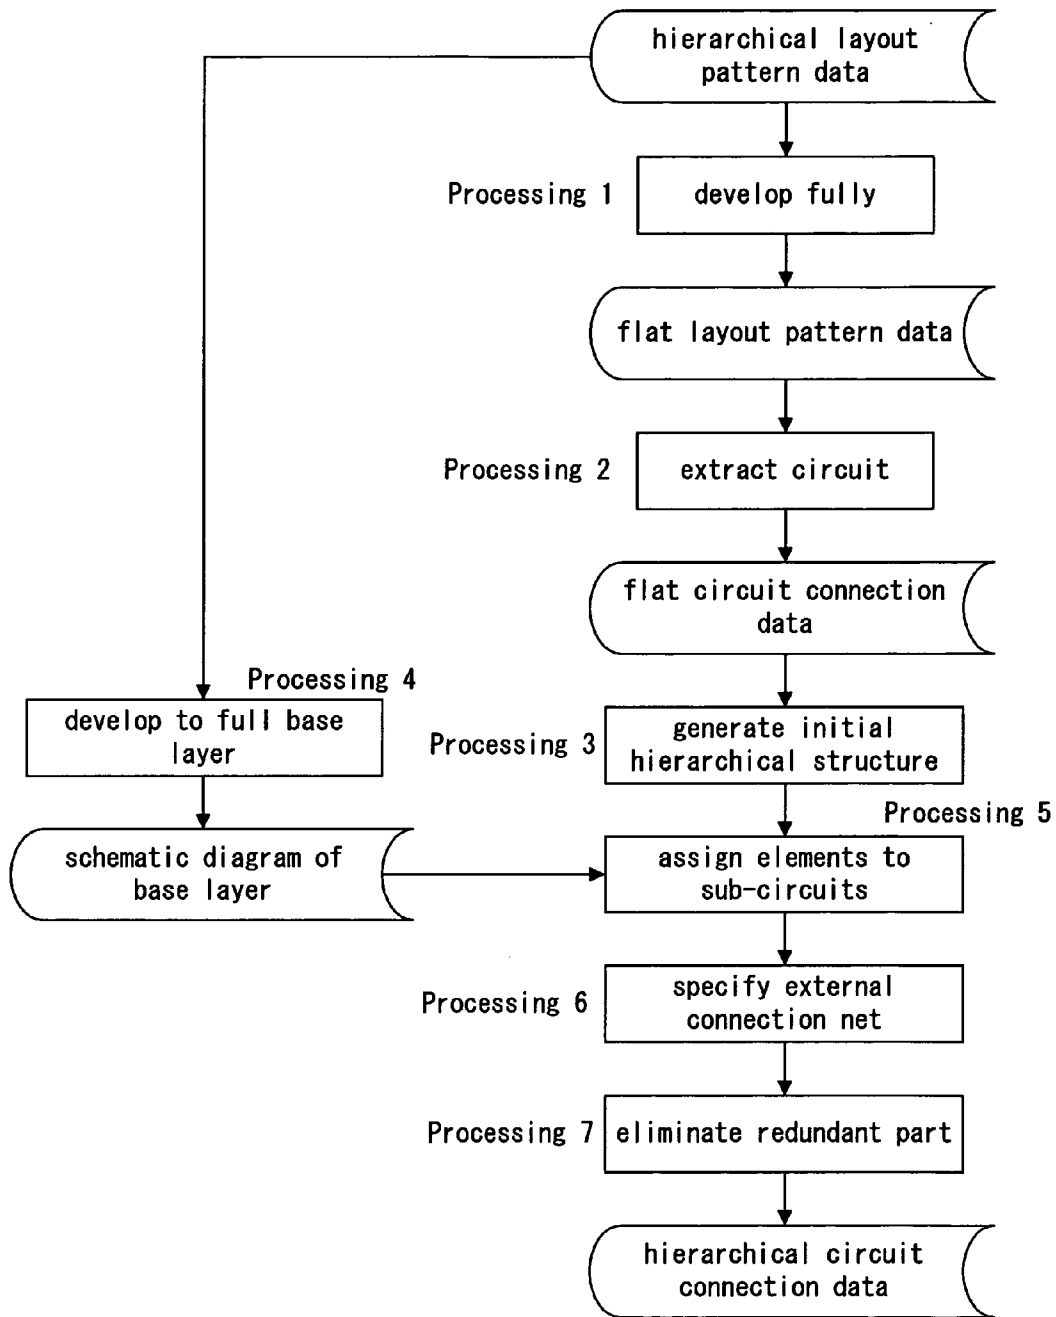 hierarchical layout
pattern data
Processing 1
develop fully
flat layout pattern data
Processing 2
extract circuit
flat circuit connection
data
Processing 4
develop to full base
layer
Processing 3
generate initial
hierarchical structure
Processing 5
schematic diagram of
base layer
assign elements to
sub-circuits
Processing 6
specify external
connection net
Processing 7
eliminate redundant part
hierarchical circuit
connection data